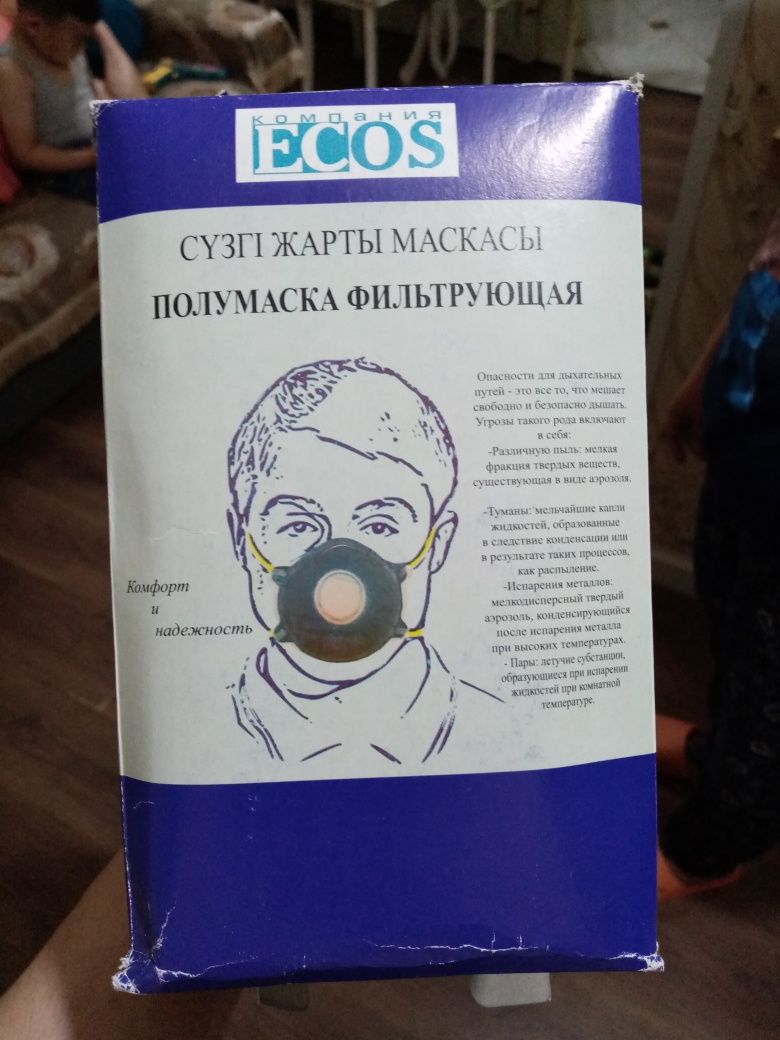 компания
ECOS
СҮЗГІ ЖАРТЫ МАСКАСЫ
ПОЛУМАСКА ФИЛЬТРУЮЩАЯ
Опасности для дыхательных
путей - это все то, что мешает
свободно и безопасно дышать.
Угрозы такого рода включают
в себя:
-Различную пыль: мелкая
фракция твердых веществ,
существующая в виде аэрозоля.
-Туманы: мельчайшие капли
жидкостей, образованные
в следствие конденсации или
в результате таких процессов,
как распыление.
-Испарения металлов:
мелкодисперсный твердый
аэрозоль, конденсирующийся
после испарения металла
при высоких температурах.
- Пары: летучие субстанции,
образующиеся при испарении
жидкостей при комнатной
температуре.
Комфорт
и
надежность